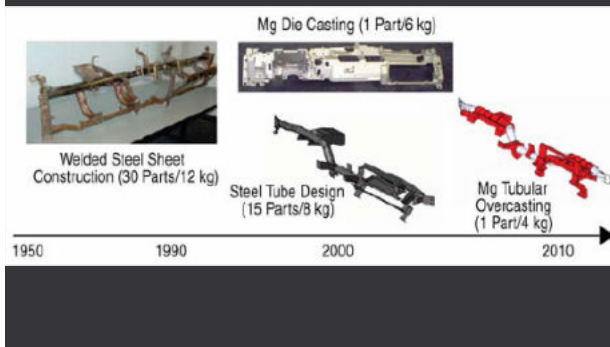 Mg Die Casting (1 Part/6 kg)
Welded Steel Sheet
Construction (30 Parts/12 kg)
Steel Tube Design
(15 Parts/8 kg)
Mg Tubular
Overcasting
(1 Part/4 kg)
1950 1990 2000 2010